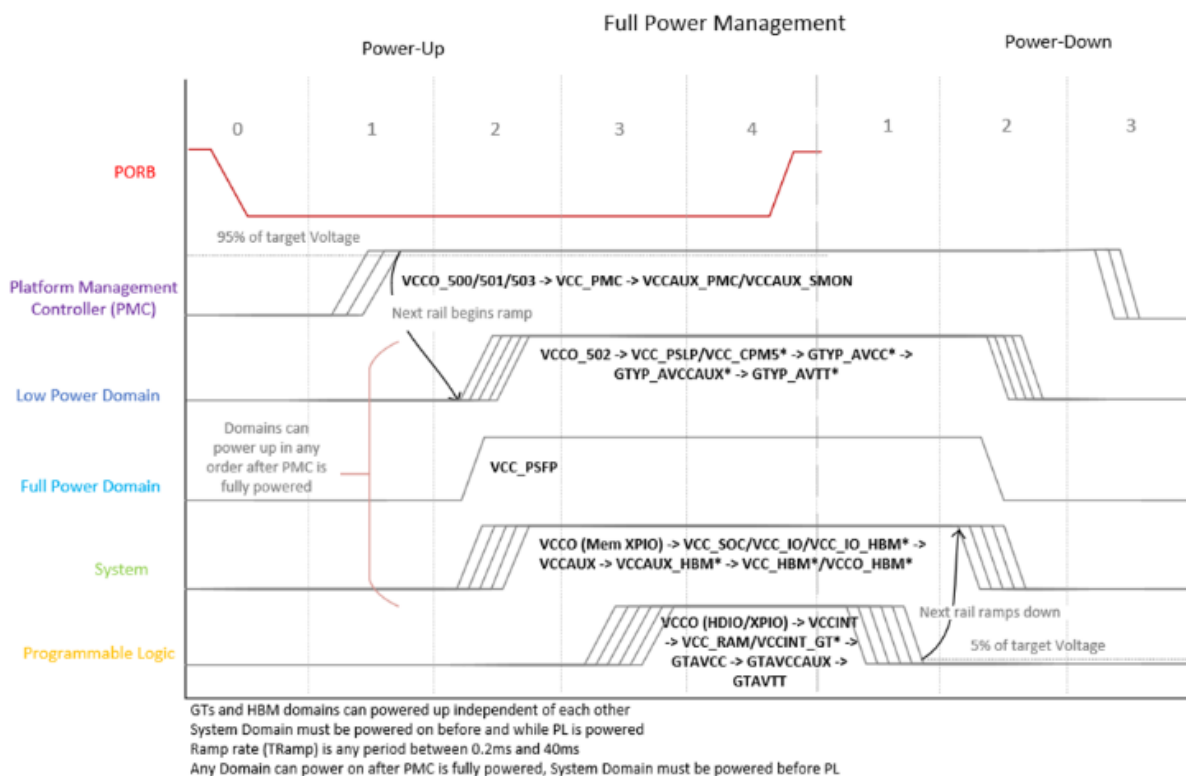 Full Power Management
Power-Up
Power-Down
0
1
2
3
4
1
2
3
PORB
95% of target Voltage
Platform Management
Controller (PMC)
VCCO_500/501/503 -> VCC_PMC -> VCCAUX_PMC/VCCAUX_SMON
Next rail begins ramp
Low Power Domain
VCCO_502 -> VCC_PSLP/VCC_CPM5* -> GTYP_AVCC* ->
GTYP_AVCCAUX* -> GTYP_AVTT*
Domains can
power up in any
order after PMC is
fully powered
Full Power Domain
VCC_PSFP
System
VCCO (Mem XPIO) -> VCC_SOC/VCC_IO/VCC_IO_HBM* ->
VCCAUX -> VCCAUX_HBM* -> VCC_HBM*/VCCO_HBM*
Next rail ramps down
Programmable Logic
VCCO (HDIO/XPIO) -> VCCINT
-> VCC_RAM/VCCINT_GT* ->
GTAVCC -> GTAVCCAUX ->
GTAVTT
5% of target Voltage
GTs and HBM domains can powered up independent of each other
System Domain must be powered on before and while PL is powered
Ramp rate (TRamp) is any period between 0.2ms and 40ms
Any Domain can power on after PMC is fully powered, System Domain must be powered before PL